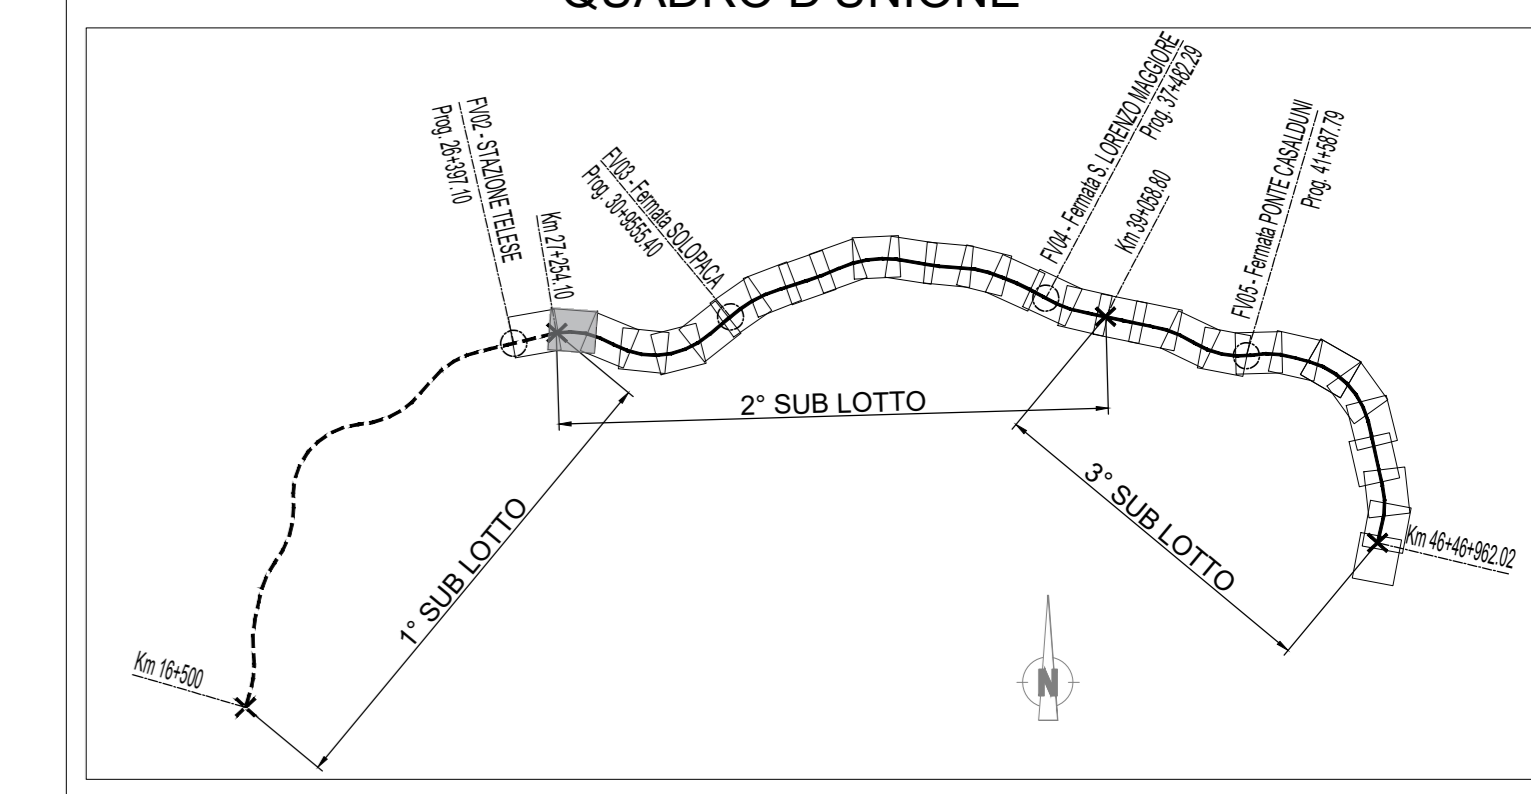 QUADRO D'UNIONE
FV02 - STAZIONE TELESE
Prog. 26+397.10
Km 27+254.10
FV03 - Fermata SOLOPACA
Prog. 30+9555.40
FV04 - Fermata S. LORENZO MAGGIORE
Prog. 37+482.29
Km 39+058.80
FV05 - Fermata PONTE CASALDUNI
Prog. 41+587.79
2° SUB LOTTO
1° SUB LOTTO
3° SUB LOTTO
Km 46+46+962.02
Km 16+500
N